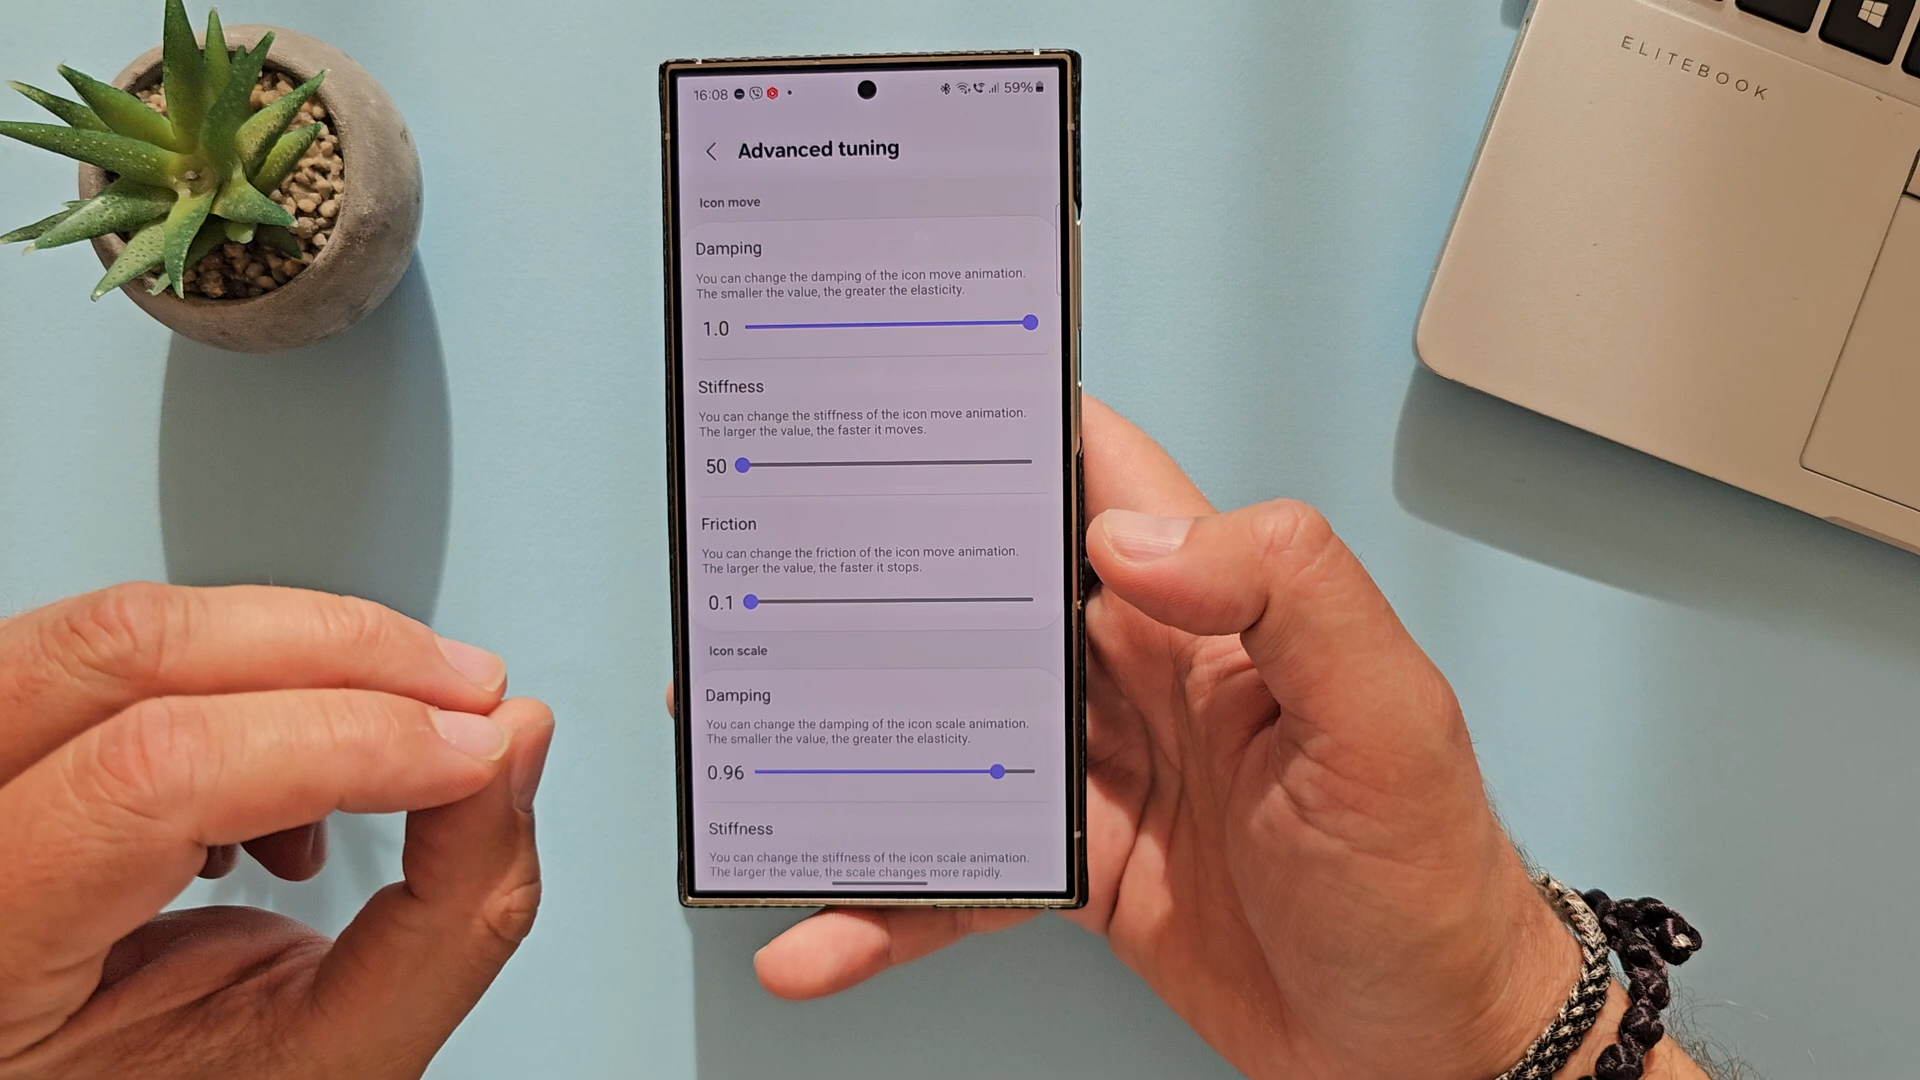 ELITEBOOK
16:08 59%
Advanced tuning
Icon move
Damping
You can change the damping of the icon move animation.
The smaller the value, the greater the elasticity.
1.0
Stiffness
You can change the stiffness of the icon move animation.
The larger the value, the faster it moves.
50
Friction
You can change the friction of the icon move animation.
The larger the value, the faster it stops.
0.1
Icon scale
Damping
You can change the damping of the icon scale animation.
The smaller the value, the greater the elasticity.
0.96
Stiffness
You can change the stiffness of the icon scale animation.
The larger the value, the scale changes more rapidly.